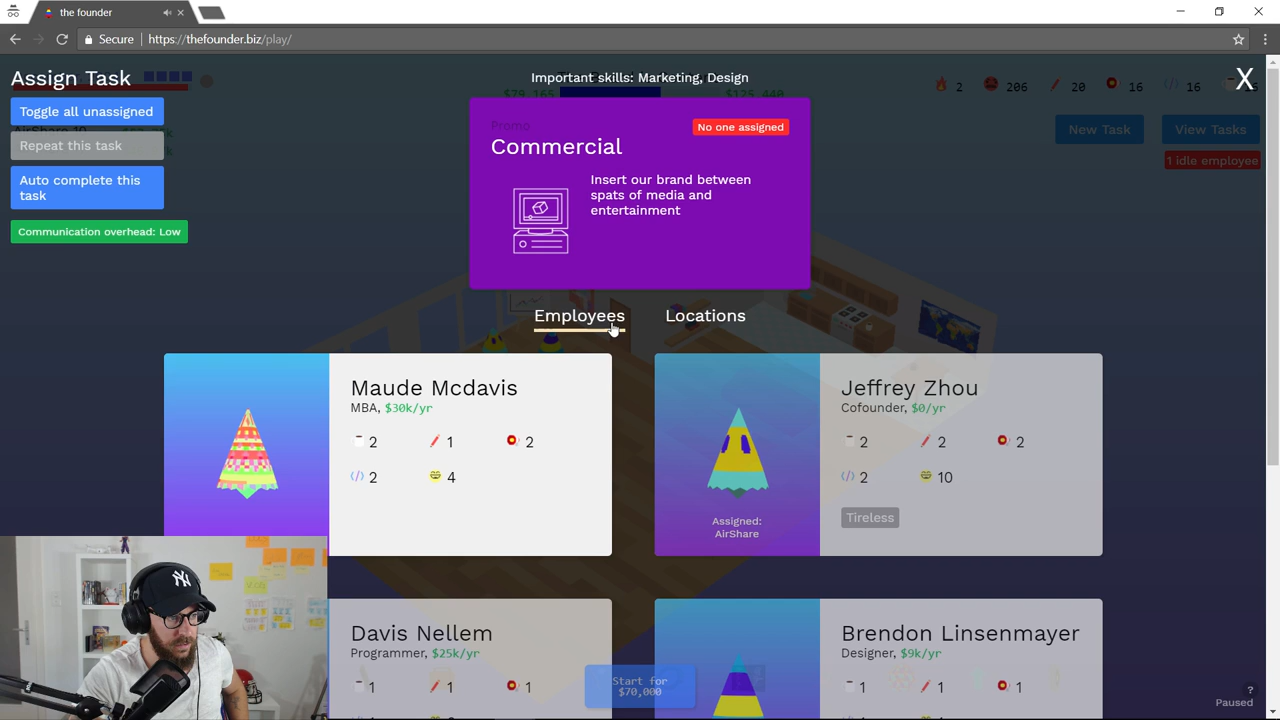 the founder
Secure
https://thefounder.biz/play/
Assign Task
Important skills: Marketing, Design
X
Toggle all unassigned
Repeat this task
Auto complete this
task
Communication overhead: Low
$79,165
$125,440
2
206
20
16
16
New Task
View Tasks
1 idle employee
Promo
No one assigned
Commercial
Insert our brand between
spats of media and
entertainment
Employees
Locations
Maude Mcdavis
MBA, $30k/yr
2
1
2
2
4
Jeffrey Zhou
Cofounder, $0/yr
2
2
2
2
10
Tireless
Assigned:
AirShare
Davis Nellem
Programmer, $25k/yr
1
1
1
Brendon Linsenmayer
Designer, $9k/yr
1
1
1
Start for
$70,000
?
Paused